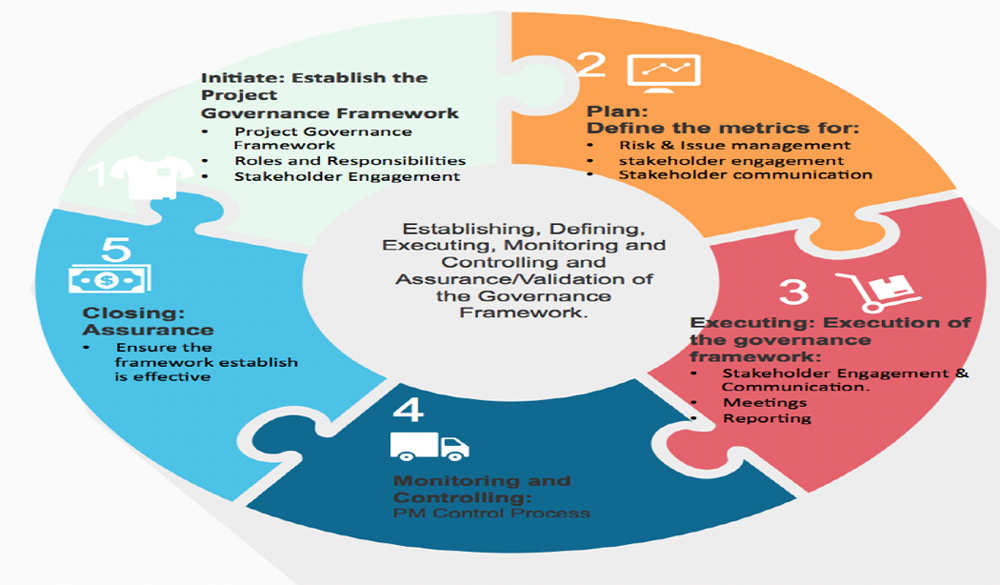 1
Initiate: Establish the
Project
Governance Framework
• Project Governance
Framework
• Roles and Responsibilities
• Stakeholder Engagement
2
Plan:
Define the metrics for:
• Risk & Issue management
• stakeholder engagement
• Stakeholder communication
3
Executing: Execution of
the governance
framework:
• Stakeholder Engagement &
Communication.
• Meetings
• Reporting
4
Monitoring and
Controlling:
PM Control Process
5
Closing:
Assurance
• Ensure the
framework establish
is effective
Establishing, Defining,
Executing, Monitoring and
Controlling and
Assurance/Validation of
the Governance
Framework.